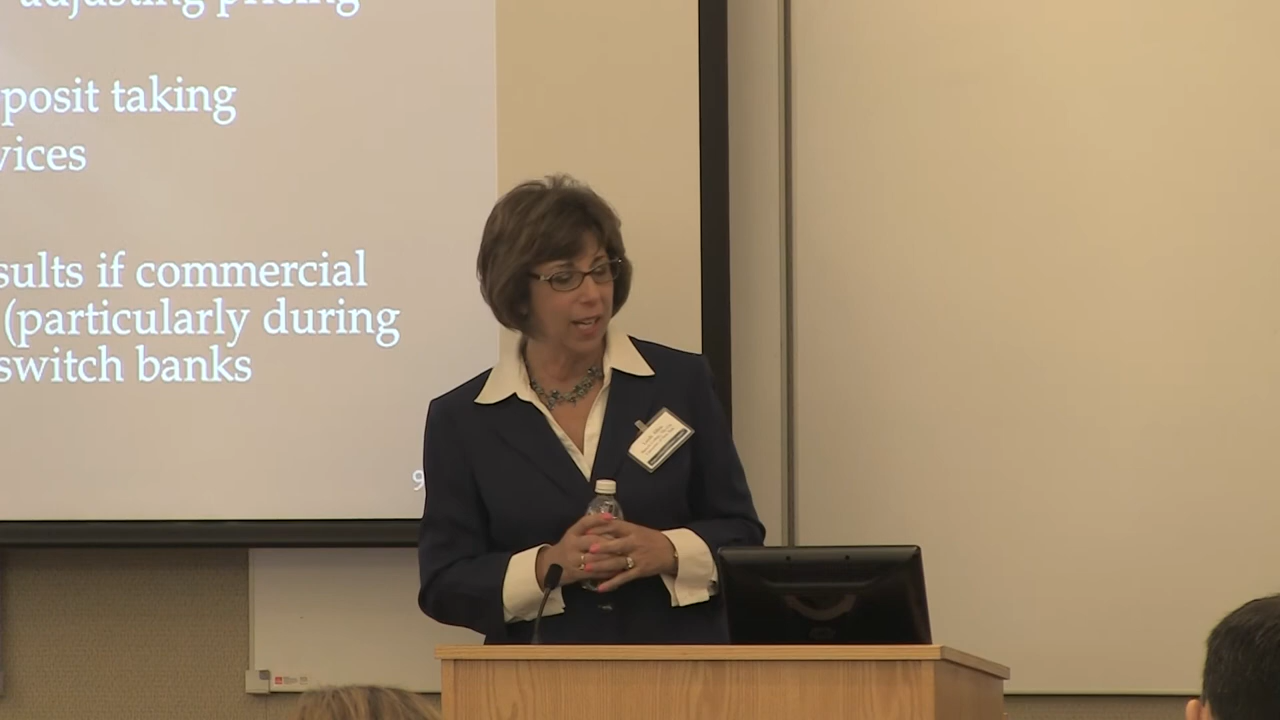 adjusting pricing
posit taking
vices
sults if commercial
(particularly during
switch banks
9